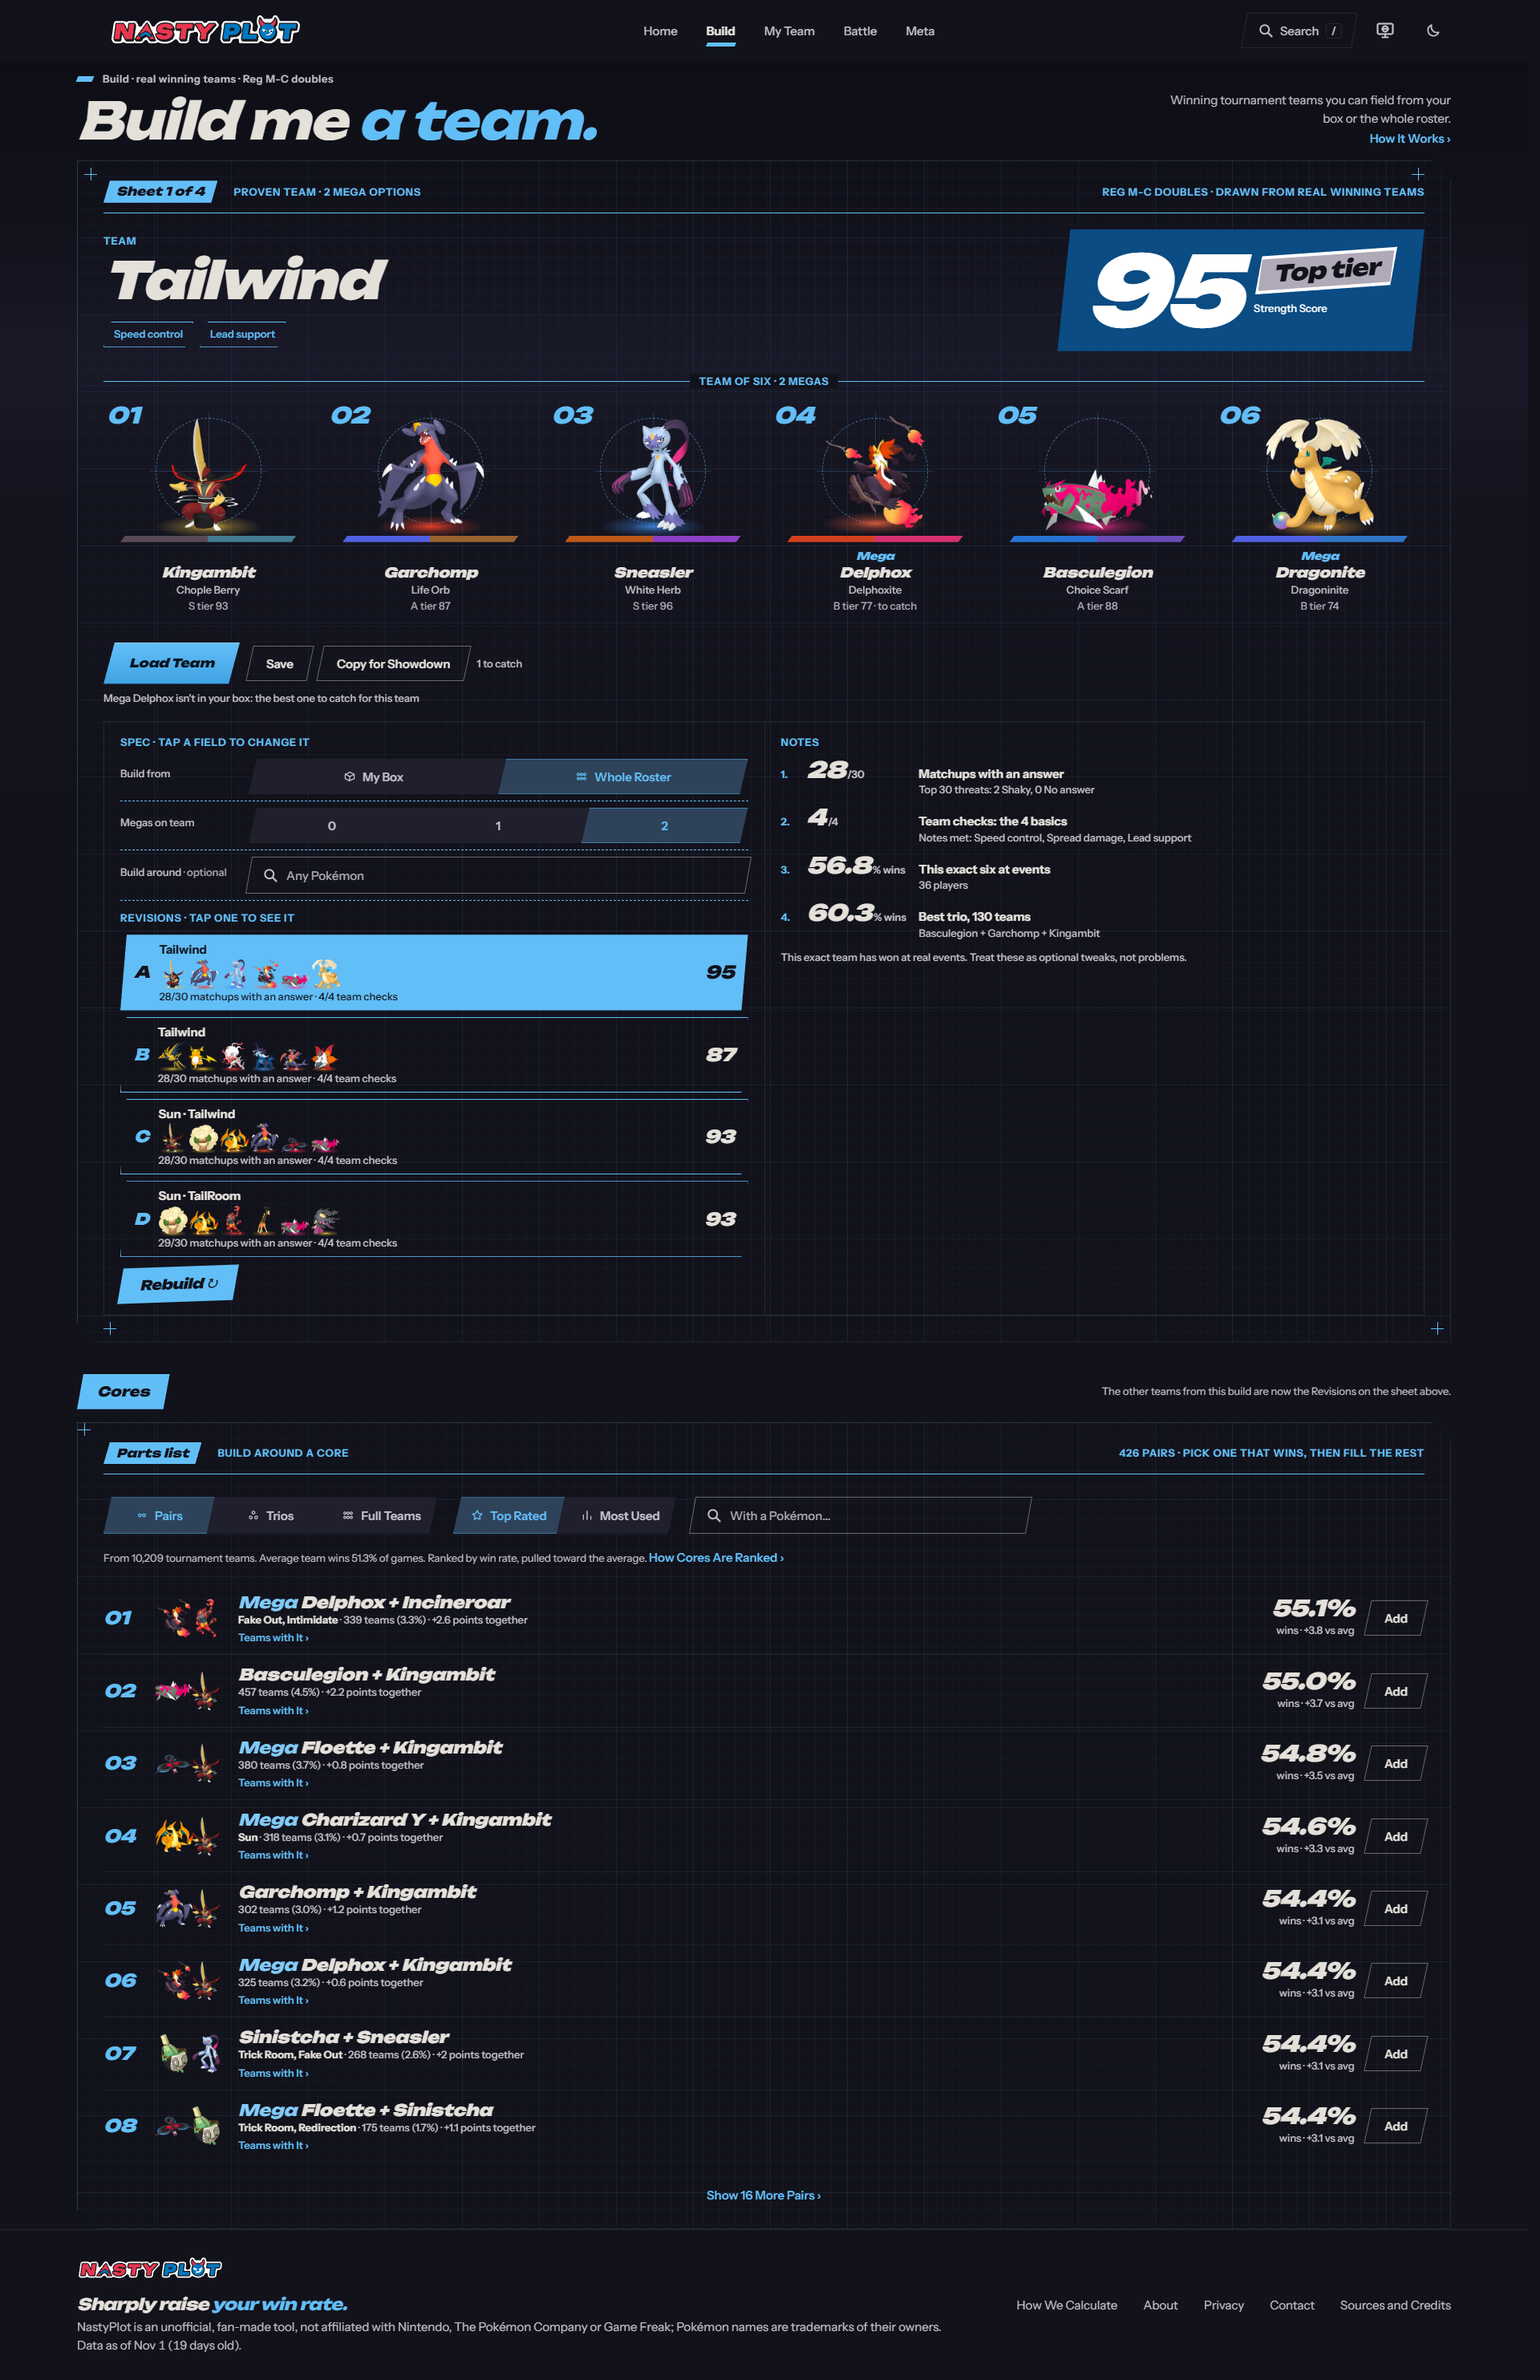 NASTY PLOT
Home
Build
My Team
Battle
Meta
Search /
Build · real winning teams · Reg M-C doubles
Build me a team.
Winning tournament teams you can field from your
box or the whole roster.
How It Works ›
Sheet 1 of 4
PROVEN TEAM · 2 MEGA OPTIONS
REG M-C DOUBLES · DRAWN FROM REAL WINNING TEAMS
TEAM
Tailwind
Speed control
Lead support
95
Top tier
Strength Score
TEAM OF SIX · 2 MEGAS
01
02
03
04
05
06
Kingambit
Chople Berry
S tier 93
Garchomp
Life Orb
A tier 87
Sneasler
White Herb
S tier 96
Mega
Delphox
Delphoxite
B tier 77 · to catch
Basculegion
Choice Scarf
A tier 88
Mega
Dragonite
Dragoninite
B tier 74
Load Team
Save
Copy for Showdown
1 to catch
Mega Delphox isn't in your box: the best one to catch for this team
SPEC · TAP A FIELD TO CHANGE IT
Build from
My Box
Whole Roster
Megas on team
0
1
2
Build around · optional
Any Pokémon
REVISIONS · TAP ONE TO SEE IT
A
Tailwind
28/30 matchups with an answer · 4/4 team checks
95
B
Tailwind
28/30 matchups with an answer · 4/4 team checks
87
C
Sun · Tailwind
28/30 matchups with an answer · 4/4 team checks
93
D
Sun · TailRoom
29/30 matchups with an answer · 4/4 team checks
93
Rebuild ↻
NOTES
1. 28/30
Matchups with an answer
Top 30 threats: 2 Shaky, 0 No answer
2. 4/4
Team checks: the 4 basics
Notes met: Speed control, Spread damage, Lead support
3. 56.8% wins
This exact six at events
36 players
4. 60.3% wins
Best trio, 130 teams
Basculegion + Garchomp + Kingambit
This exact team has won at real events. Treat these as optional tweaks, not problems.
Cores
The other teams from this build are now the Revisions on the sheet above.
Parts list
BUILD AROUND A CORE
426 PAIRS · PICK ONE THAT WINS, THEN FILL THE REST
Pairs
Trios
Full Teams
Top Rated
Most Used
With a Pokémon...
From 10,209 tournament teams. Average team wins 51.3% of games. Ranked by win rate, pulled toward the average. How Cores Are Ranked ›
01
Mega Delphox + Incineroar
Fake Out, Intimidate · 339 teams (3.3%) · +2.6 points together
Teams with It ›
55.1%
wins · +3.8 vs avg
Add
02
Basculegion + Kingambit
457 teams (4.5%) · +2.2 points together
Teams with It ›
55.0%
wins · +3.7 vs avg
Add
03
Mega Floette + Kingambit
380 teams (3.7%) · +0.8 points together
Teams with It ›
54.8%
wins · +3.5 vs avg
Add
04
Mega Charizard Y + Kingambit
Sun · 318 teams (3.1%) · +0.7 points together
Teams with It ›
54.6%
wins · +3.3 vs avg
Add
05
Garchomp + Kingambit
302 teams (3.0%) · +1.2 points together
Teams with It ›
54.4%
wins · +3.1 vs avg
Add
06
Mega Delphox + Kingambit
325 teams (3.2%) · +0.6 points together
Teams with It ›
54.4%
wins · +3.1 vs avg
Add
07
Sinistcha + Sneasler
Trick Room, Fake Out · 268 teams (2.6%) · +2 points together
Teams with It ›
54.4%
wins · +3.1 vs avg
Add
08
Mega Floette + Sinistcha
Trick Room, Redirection · 175 teams (1.7%) · +1.1 points together
Teams with It ›
54.4%
wins · +3.1 vs avg
Add
Show 16 More Pairs ›
NASTY PLOT
Sharply raise your win rate.
NastyPlot is an unofficial, fan-made tool, not affiliated with Nintendo, The Pokémon Company or Game Freak; Pokémon names are trademarks of their owners.
Data as of Nov 1 (19 days old).
How We Calculate
About
Privacy
Contact
Sources and Credits